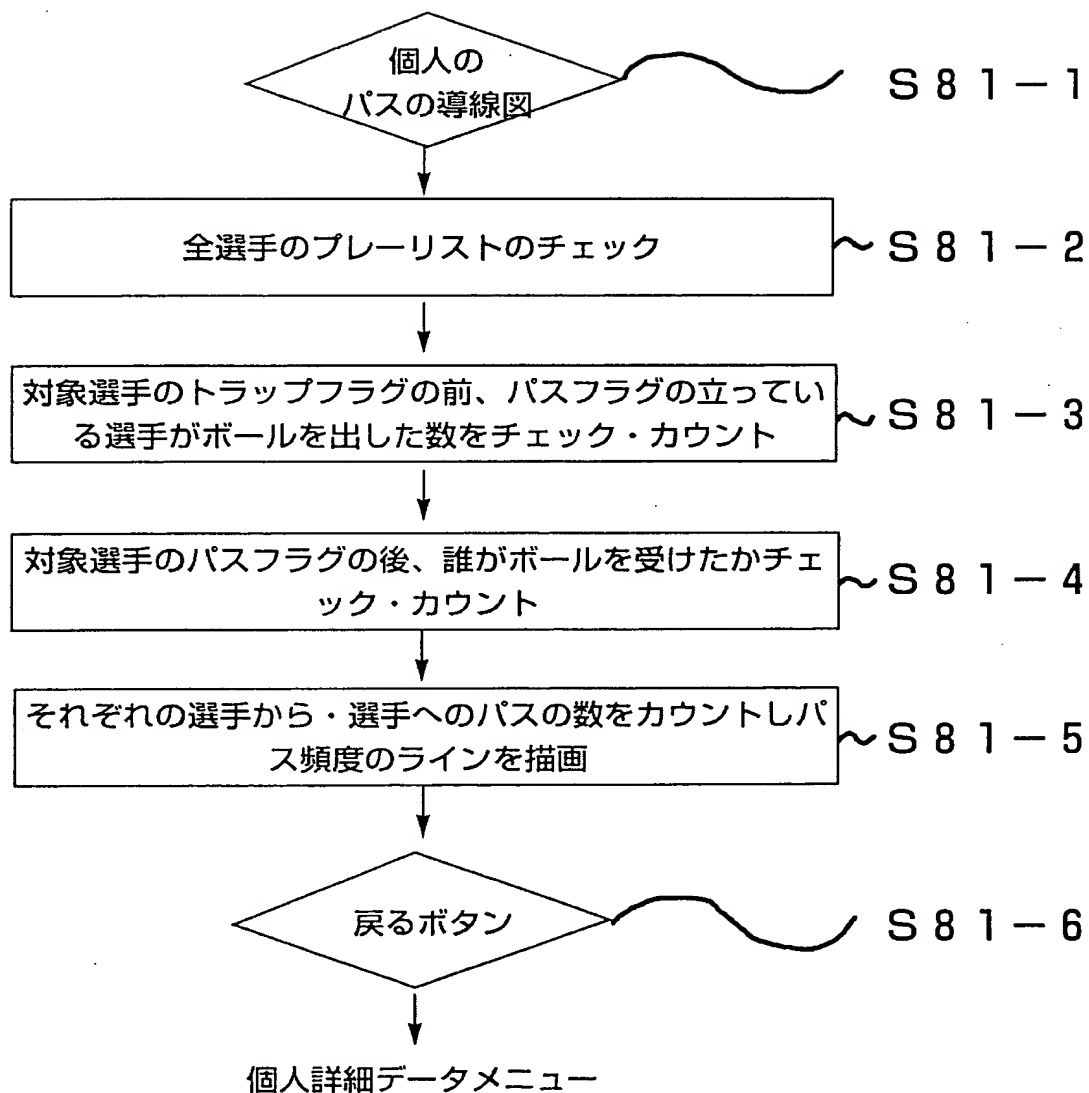 個人の
パスの導線図
S81-1
全選手のプレーリストのチェック
S81-2
対象選手のトラップフラグの前、パスフラグの立ってい
る選手がボールを出した数をチェック・カウント
S81-3
対象選手のパスフラグの後、誰がボールを受けたかチェ
ック・カウント
S81-4
それぞれの選手から・選手へのパスの数をカウントしパ
ス頻度のラインを描画
S81-5
戻るボタン
S81-6
個人詳細データメニュー